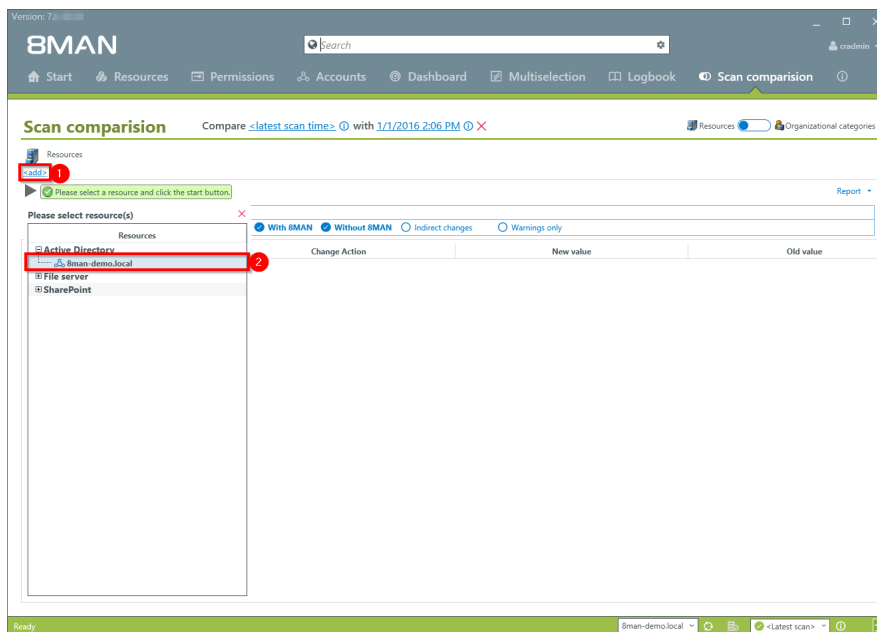 Version: 7.
8MAN
Search
cradmin
Start Resources Permissions Accounts Dashboard Multiselection Logbook Scan comparision
Scan comparision Compare <latest scan time> with 1/1/2016 2:06 PM Resources Organizational categories
Resources
<add> 1
Please select a resource and click the start button. Report
Please select resource(s)
With 8MAN Without 8MAN Indirect changes Warnings only
Resources
Active Directory Change Action New value Old value
8man-demo.local 2
File server
SharePoint
Ready 8man-demo.local <Latest scan>